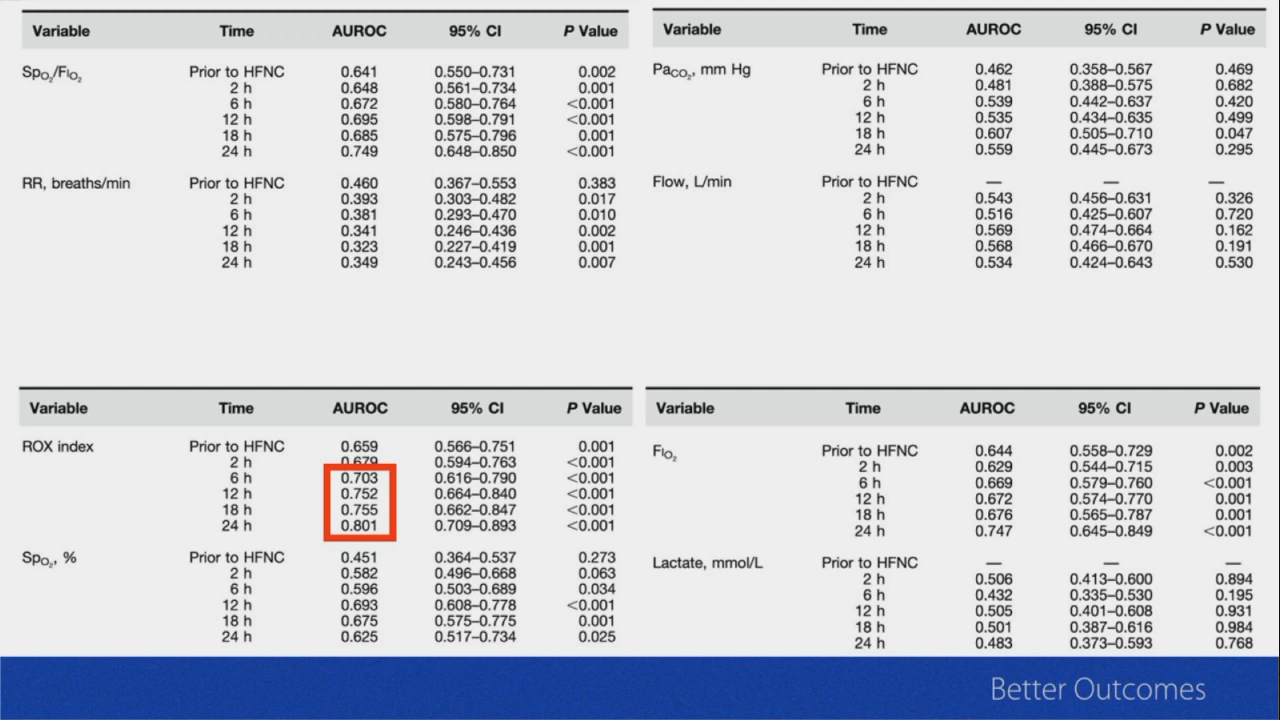 Variable Time AUROC 95% CI P Value
SpO₂/FIO₂ Prior to HFNC 0.641 0.550–0.731 0.002
2 h 0.648 0.561–0.734 0.001
6 h 0.672 0.580–0.764 <0.001
12 h 0.695 0.598–0.791 <0.001
18 h 0.685 0.575–0.796 0.001
24 h 0.749 0.648–0.850 <0.001
RR, breaths/min Prior to HFNC 0.460 0.367–0.553 0.383
2 h 0.393 0.303–0.482 0.017
6 h 0.381 0.293–0.470 0.010
12 h 0.341 0.246–0.436 0.002
18 h 0.323 0.227–0.419 0.001
24 h 0.349 0.243–0.456 0.007
Variable Time AUROC 95% CI P Value
PaCO₂, mm Hg Prior to HFNC 0.462 0.358–0.567 0.469
2 h 0.481 0.388–0.575 0.682
6 h 0.539 0.442–0.637 0.420
12 h 0.535 0.434–0.635 0.499
18 h 0.607 0.505–0.710 0.047
24 h 0.559 0.445–0.673 0.295
Flow, L/min Prior to HFNC — — —
2 h 0.543 0.456–0.631 0.326
6 h 0.516 0.425–0.607 0.720
12 h 0.569 0.474–0.664 0.162
18 h 0.568 0.466–0.670 0.191
24 h 0.534 0.424–0.643 0.530
Variable Time AUROC 95% CI P Value
ROX index Prior to HFNC 0.659 0.566–0.751 0.001
2 h 0.679 0.594–0.763 <0.001
6 h 0.703 0.616–0.790 <0.001
12 h 0.752 0.664–0.840 <0.001
18 h 0.755 0.662–0.847 <0.001
24 h 0.801 0.709–0.893 <0.001
SpO₂, % Prior to HFNC 0.451 0.364–0.537 0.273
2 h 0.582 0.496–0.668 0.063
6 h 0.596 0.503–0.689 0.034
12 h 0.693 0.608–0.778 <0.001
18 h 0.675 0.575–0.775 0.001
24 h 0.625 0.517–0.734 0.025
Variable Time AUROC 95% CI P Value
FIO₂ Prior to HFNC 0.644 0.558–0.729 0.002
2 h 0.629 0.544–0.715 0.003
6 h 0.669 0.579–0.760 <0.001
12 h 0.672 0.574–0.770 0.001
18 h 0.676 0.565–0.787 0.001
24 h 0.747 0.645–0.849 <0.001
Lactate, mmol/L Prior to HFNC — — —
2 h 0.506 0.413–0.600 0.894
6 h 0.432 0.335–0.530 0.195
12 h 0.505 0.401–0.608 0.931
18 h 0.501 0.387–0.616 0.984
24 h 0.483 0.373–0.593 0.768
Better Outcomes